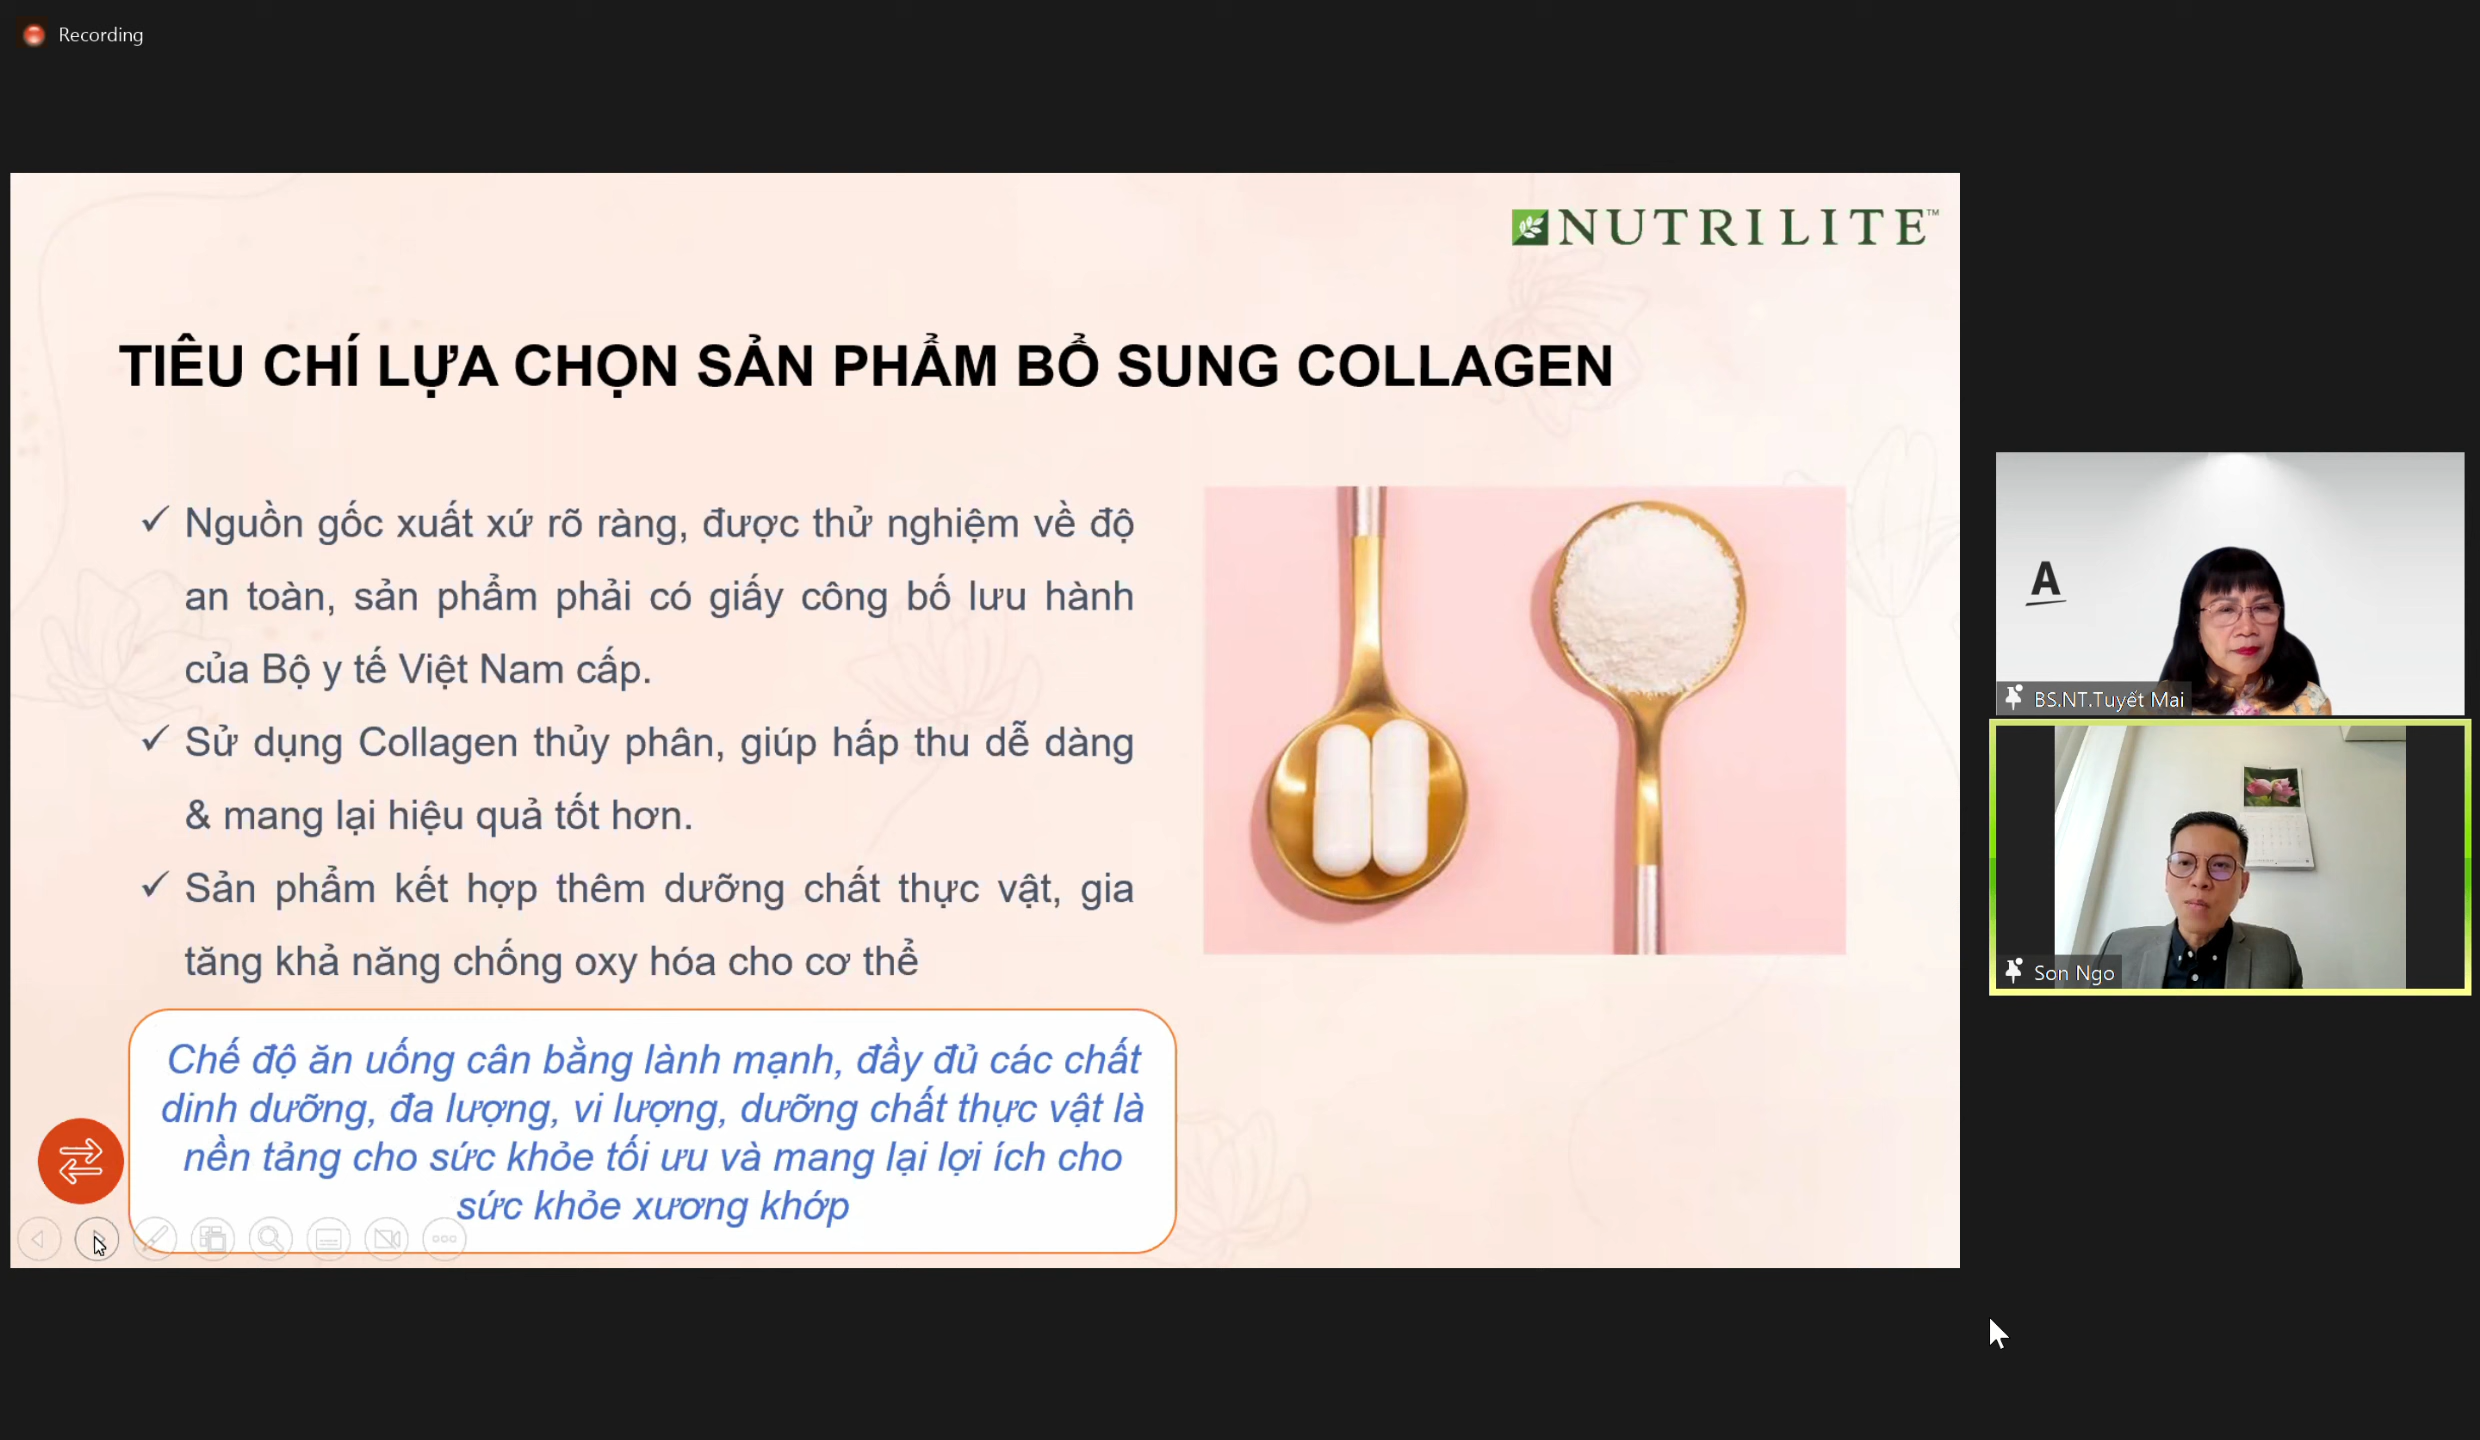 Recording
NUTRILITE™
TIÊU CHÍ LỰA CHỌN SẢN PHẨM BỔ SUNG COLLAGEN
✓ Nguồn gốc xuất xứ rõ ràng, được thử nghiệm về độ
an toàn, sản phẩm phải có giấy công bố lưu hành
của Bộ y tế Việt Nam cấp.
✓ Sử dụng Collagen thủy phân, giúp hấp thu dễ dàng
& mang lại hiệu quả tốt hơn.
✓ Sản phẩm kết hợp thêm dưỡng chất thực vật, gia
tăng khả năng chống oxy hóa cho cơ thể
Chế độ ăn uống cân bằng lành mạnh, đầy đủ các chất
dinh dưỡng, đa lượng, vi lượng, dưỡng chất thực vật là
nền tảng cho sức khỏe tối ưu và mang lại lợi ích cho
sức khỏe xương khớp
A
BS.NT.Tuyết Mai
Son Ngo